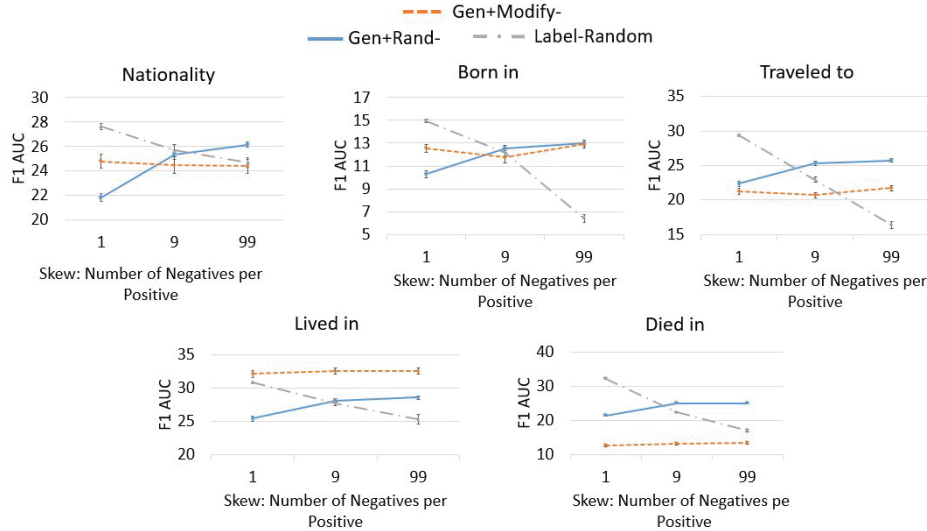 Gen+Modify-
Gen+Rand-
Label-Random
Nationality
F1 AUC
30
28
26
24
22
20
1 9 99
Skew: Number of Negatives per
Positive
Born in
F1 AUC
17
15
13
11
9
7
5
1 9 99
Skew: Number of Negatives per
Positive
Traveled to
F1 AUC
35
30
25
20
15
1 9 99
Skew: Number of Negatives per
Positive
Lived in
F1 AUC
35
30
25
20
1 9 99
Skew: Number of Negatives per
Positive
Died in
F1 AUC
40
30
20
10
1 9 99
Skew: Number of Negatives pe
Positive